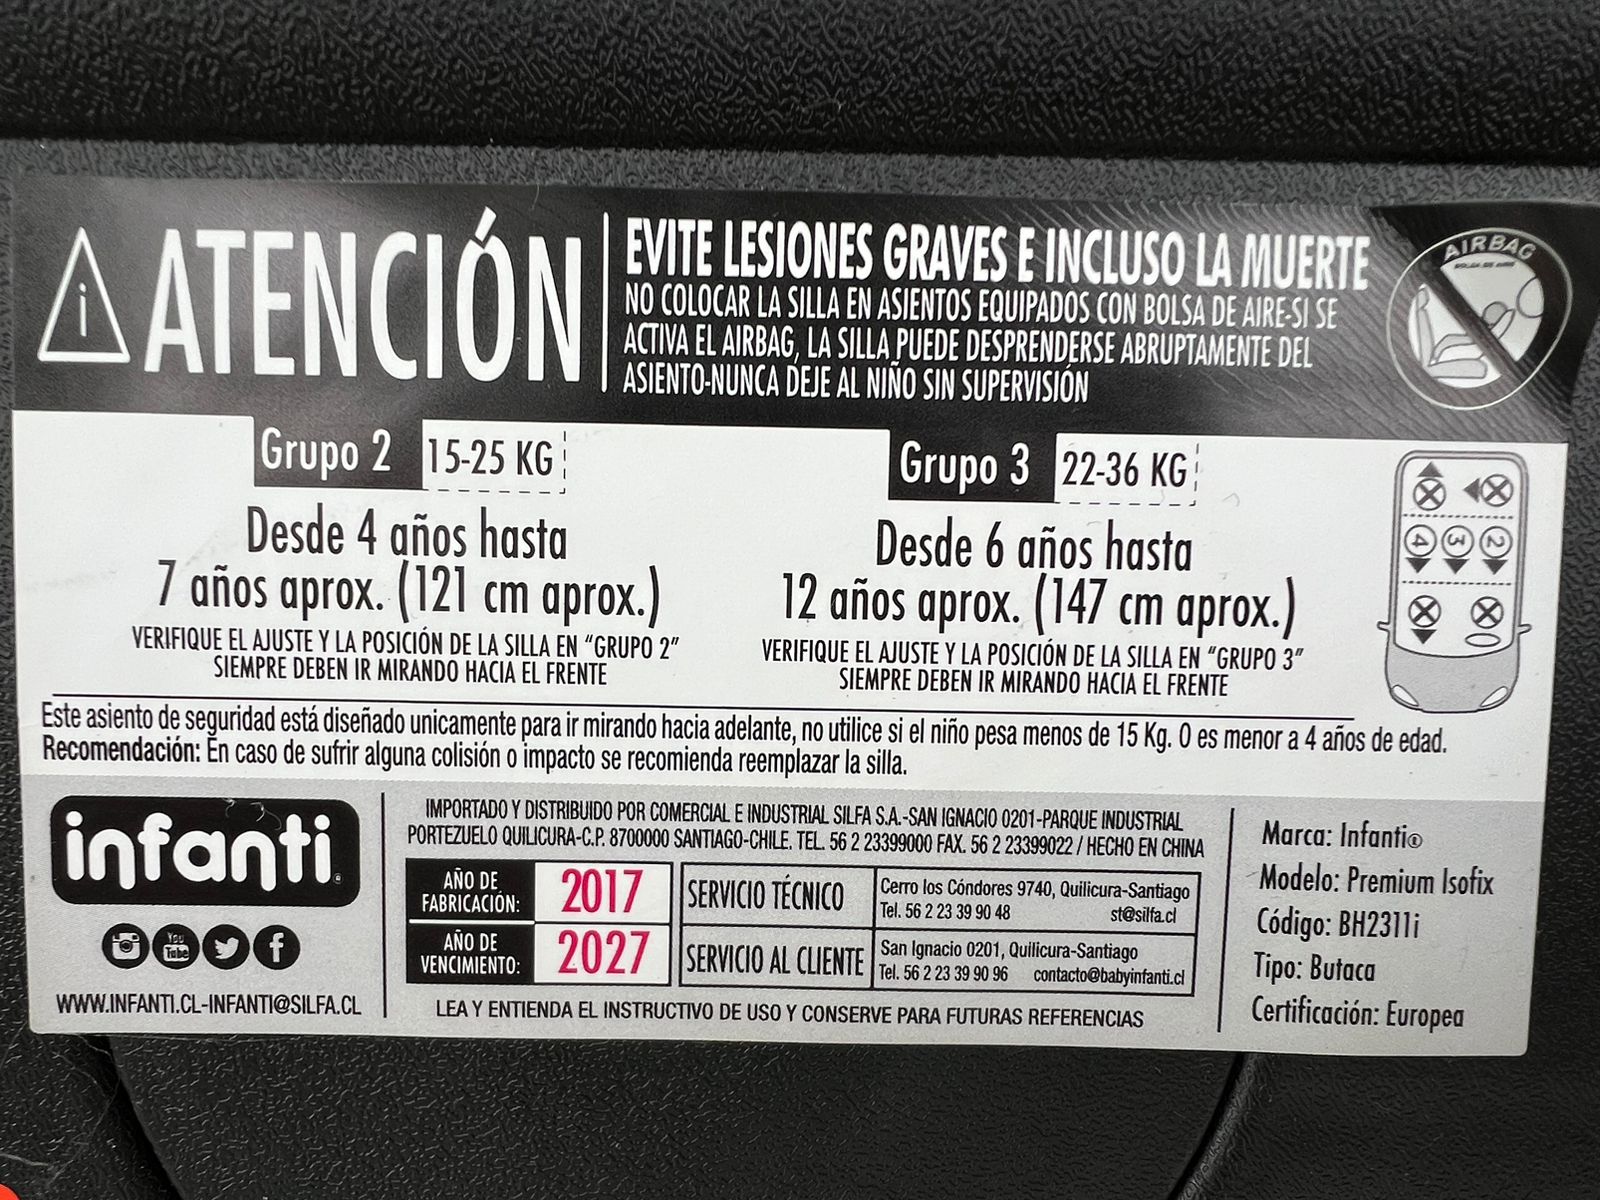 ATENCIÓN
EVITE LESIONES GRAVES E INCLUSO LA MUERTE
NO COLOCAR LA SILLA EN ASIENTOS EQUIPADOS CON BOLSA DE AIRE-SI SE
ACTIVA EL AIRBAG, LA SILLA PUEDE DESPRENDERSE ABRUPTAMENTE DEL
ASIENTO-NUNCA DEJE AL NIÑO SIN SUPERVISIÓN
AIRBAG
BOLSA DE AIRE
Grupo 2 15-25 KG
Desde 4 años hasta
7 años aprox. (121 cm aprox.)
VERIFIQUE EL AJUSTE Y LA POSICIÓN DE LA SILLA EN "GRUPO 2"
SIEMPRE DEBEN IR MIRANDO HACIA EL FRENTE
Grupo 3 22-36 KG
Desde 6 años hasta
12 años aprox. (147 cm aprox.)
VERIFIQUE EL AJUSTE Y LA POSICIÓN DE LA SILLA EN "GRUPO 3"
SIEMPRE DEBEN IR MIRANDO HACIA EL FRENTE
4 3 2
Este asiento de seguridad está diseñado unicamente para ir mirando hacia adelante, no utilice si el niño pesa menos de 15 Kg. O es menor a 4 años de edad.
Recomendación: En caso de sufrir alguna colisión o impacto se recomienda reemplazar la silla.
infanti®
You Tube
WWW.INFANTI.CL-INFANTI@SILFA.CL
IMPORTADO Y DISTRIBUIDO POR COMERCIAL E INDUSTRIAL SILFA S.A.-SAN IGNACIO 0201-PARQUE INDUSTRIAL
PORTEZUELO QUILICURA-C.P. 8700000 SANTIAGO-CHILE. TEL. 56 2 23399000 FAX. 56 2 23399022 / HECHO EN CHINA
AÑO DE
FABRICACIÓN: 2017
AÑO DE
VENCIMIENTO: 2027
SERVICIO TÉCNICO
Cerro los Cóndores 9740, Quilicura-Santiago
Tel. 56 2 23 39 90 48 st@silfa.cl
SERVICIO AL CLIENTE
San Ignacio 0201, Quilicura-Santiago
Tel. 56 2 23 39 90 96 contacto@babyinfanti.cl
LEA Y ENTIENDA EL INSTRUCTIVO DE USO Y CONSERVE PARA FUTURAS REFERENCIAS
Marca: Infanti®
Modelo: Premium Isofix
Código: BH2311i
Tipo: Butaca
Certificación: Europea